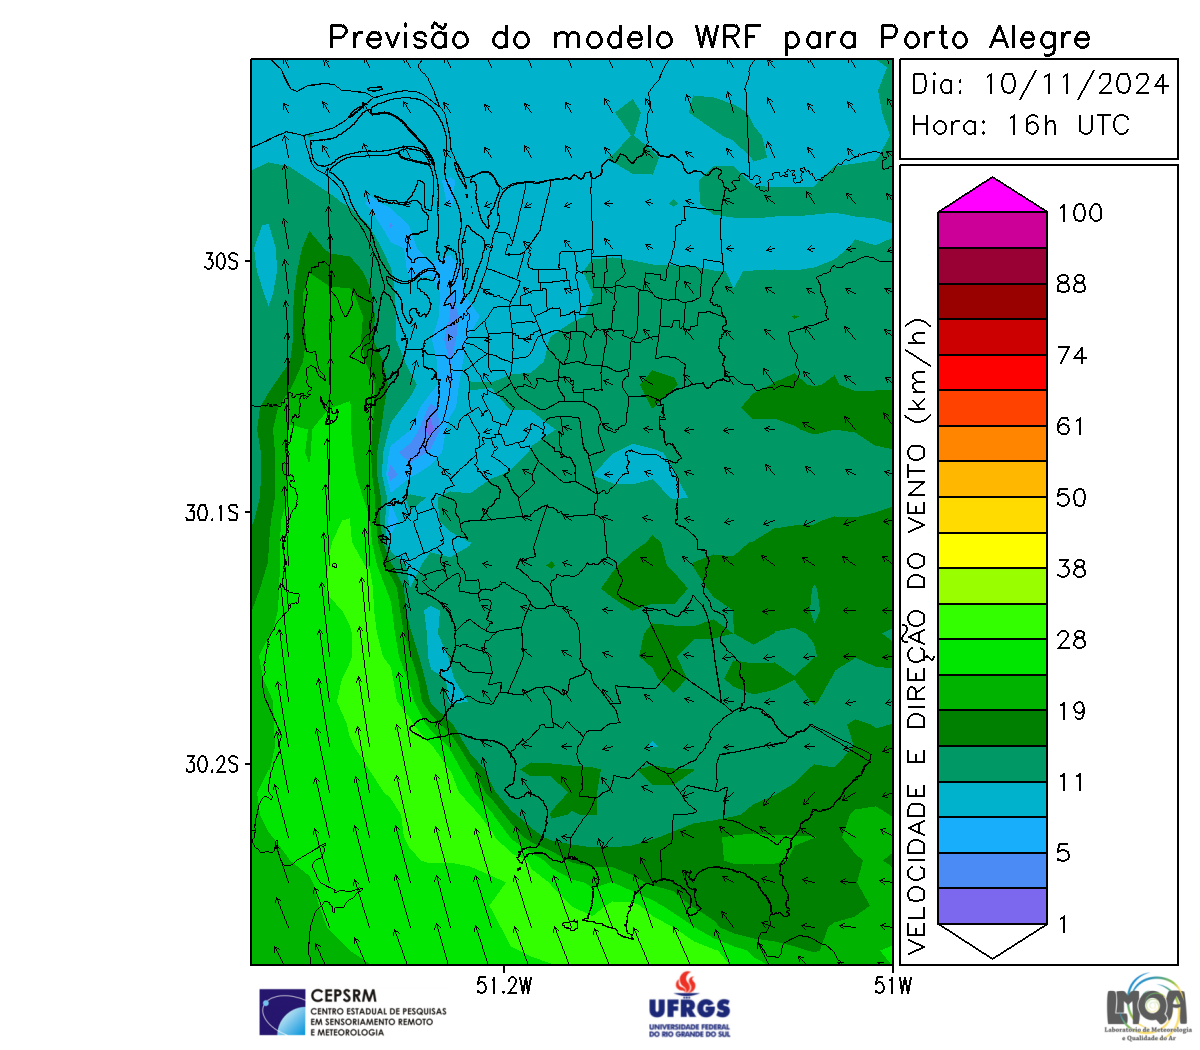 Previsão do modelo WRF para Porto Alegre
Dia: 10/11/2024
Hora: 16h UTC
30S
30.1S
30.2S
51.2W
51W
VELOCIDADE E DIREÇÃO DO VENTO (km/h)
100
88
74
61
50
38
28
19
11
5
1
CEPSRM
CENTRO ESTADUAL DE PESQUISAS
EM SENSORIAMENTO REMOTO
E METEOROLOGIA
UFRGS
UNIVERSIDADE FEDERAL
DO RIO GRANDE DO SUL
LMQA
Laboratório de Meteorologia
e Qualidade do Ar